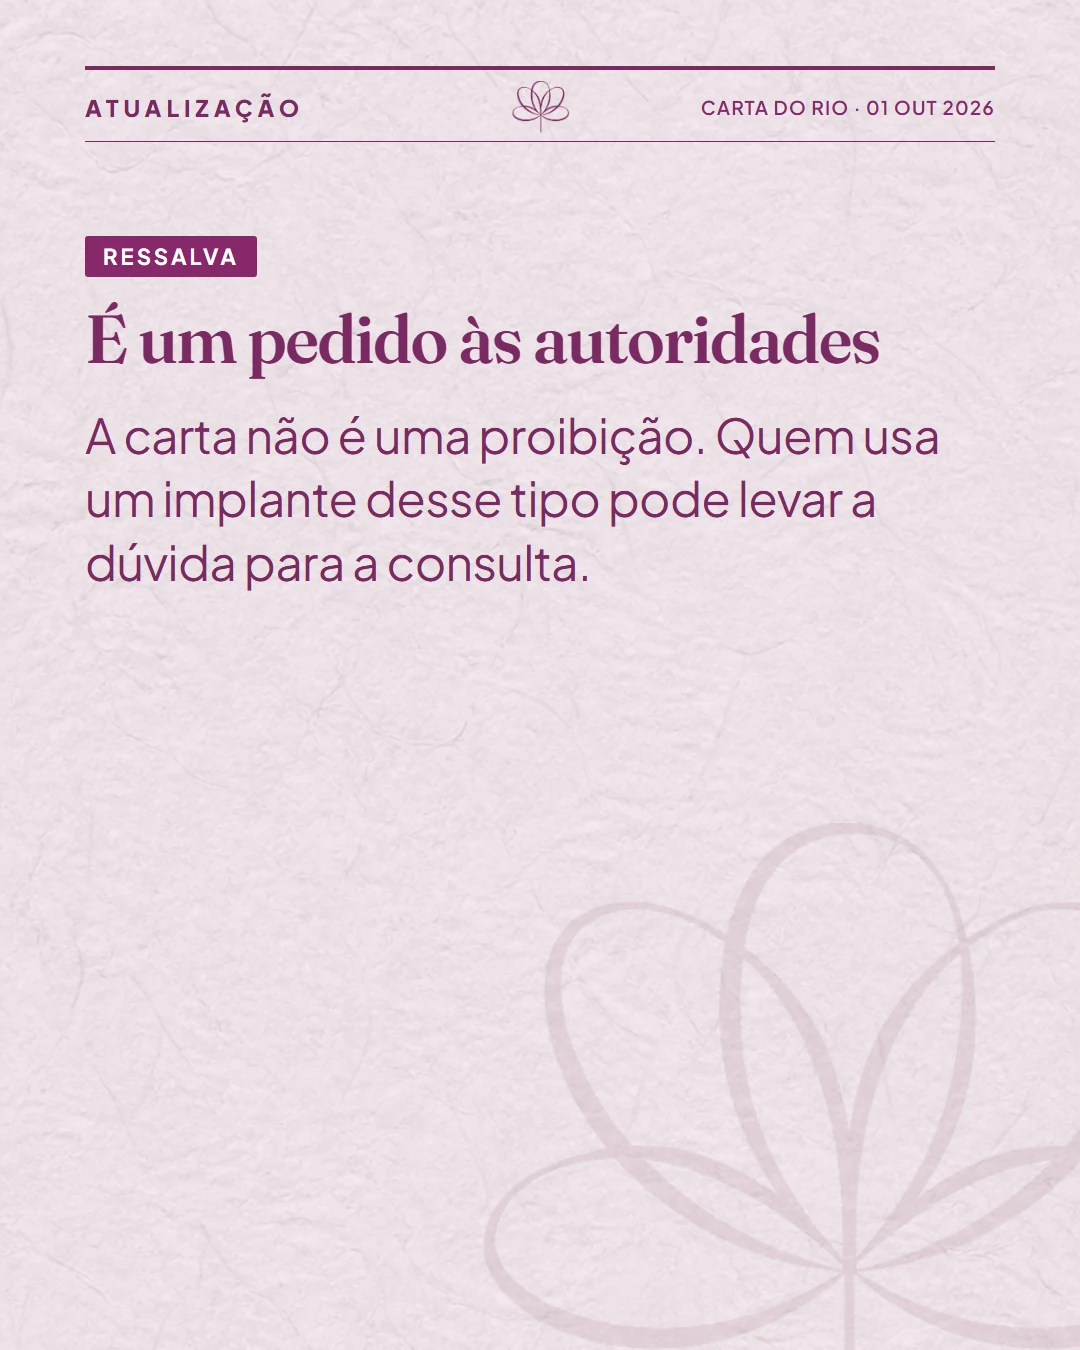 ATUALIZAÇÃO
CARTA DO RIO · 01 OUT 2026
RESSALVA
É um pedido às autoridades
A carta não é uma proibição. Quem usa
um implante desse tipo pode levar a
dúvida para a consulta.